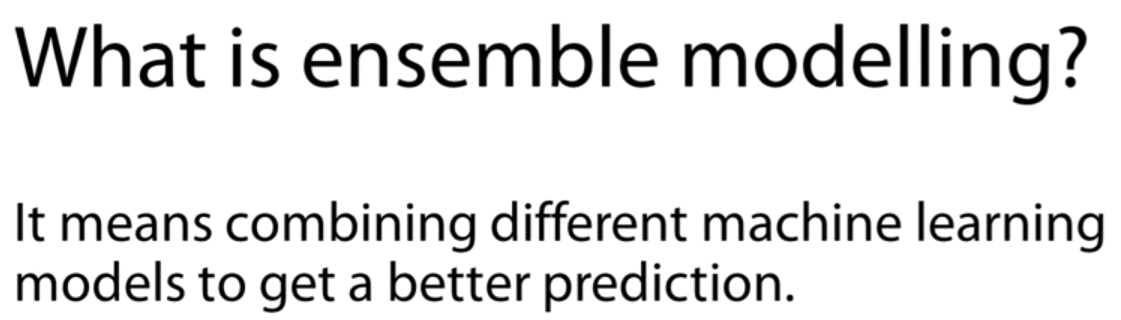 What is ensemble modelling?
It means combining different machine learning
models to get a better prediction.